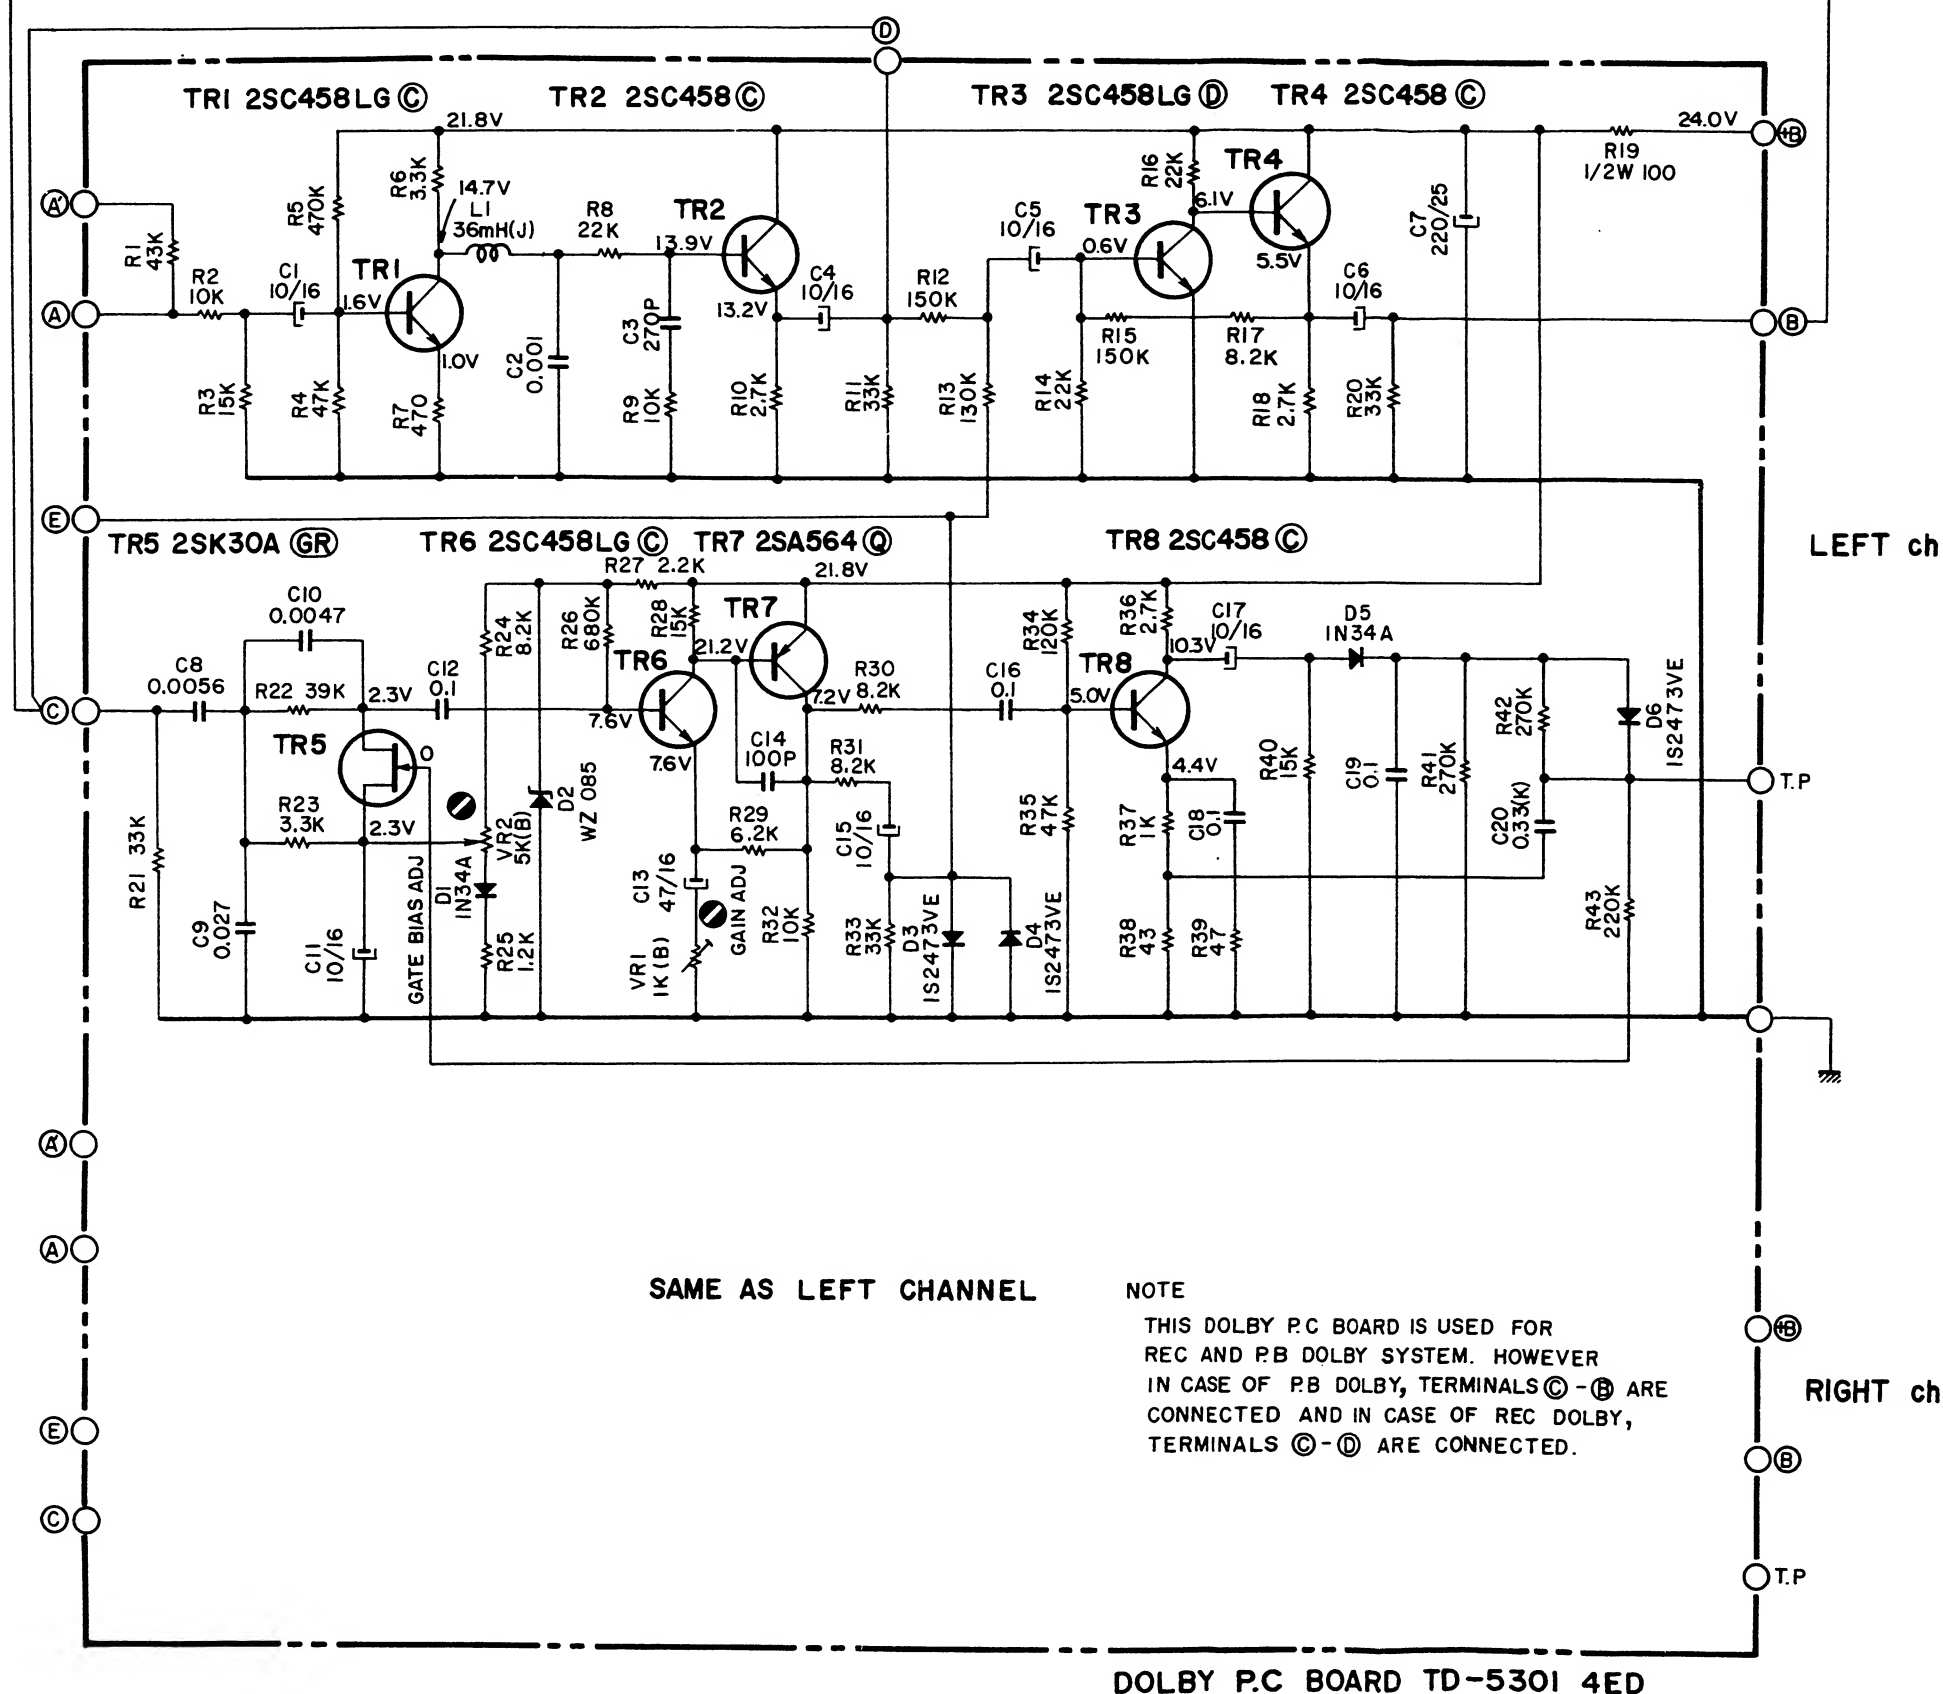 D
TR1 2SC458LG C
TR2 2SC458 C
TR3 2SC458LG D
TR4 2SC458 C
21.8V
24.0V
+B
R19
1/2W 100
A'
R1
43K
R5
470K
R6
3.3K
14.7V
L1
36mH(J)
R8
22K
TR2
13.9V
C5
10/16
TR3
0.6V
R16
22K
TR4
6.1V
5.5V
C7
220/25
A
R2
10K
C1
10/16
TR1
1.6V
1.0V
C3
270P
13.2V
C4
10/16
R12
150K
R15
150K
R17
8.2K
C6
10/16
B
R3
15K
R4
47K
R7
470
C2
0.001
R9
10K
R10
2.7K
R11
33K
R13
130K
R14
22K
R18
2.7K
R20
33K
E
TR5 2SK30A GR
TR6 2SC458LG C
TR7 2SA564 Q
TR8 2SC458 C
LEFT ch
R27 2.2K
21.8V
C10
0.0047
R24
8.2K
R26
680K
R28
15K
TR7
R34
120K
R36
2.7K
C17
10/16
D5
1N34A
C8
0.0056
R22 39K
2.3V
C12
0.1
TR6
21.2V
7.6V
7.6V
7.2V
R30
8.2K
C16
0.1
5.0V
TR8
10.3V
4.4V
R42
270K
D6
1S2473VE
C
TR5
0
C14
100P
R31
8.2K
R40
15K
C19
0.1
R41
270K
T.P
R21 33K
R23
3.3K
2.3V
VR2
5K(B)
D2
WZ 085
R29
6.2K
C15
10/16
R35
47K
R37
1K
C18
0.1
C20
0.33(K)
C9
0.027
C11
10/16
GATE BIAS ADJ
D1
1N34A
R25
1.2K
C13
47/16
VR1
1K(B)
GAIN ADJ
R32
10K
R33
33K
D3
1S2473VE
D4
1S2473VE
R38
43
R39
47
R43
220K
A'
A
SAME AS LEFT CHANNEL
NOTE
THIS DOLBY P.C BOARD IS USED FOR
REC AND P.B DOLBY SYSTEM. HOWEVER
IN CASE OF P.B DOLBY, TERMINALS C - B ARE
CONNECTED AND IN CASE OF REC DOLBY,
TERMINALS C - D ARE CONNECTED.
+B
RIGHT ch
E
B
C
T.P
DOLBY P.C BOARD TD-5301 4ED